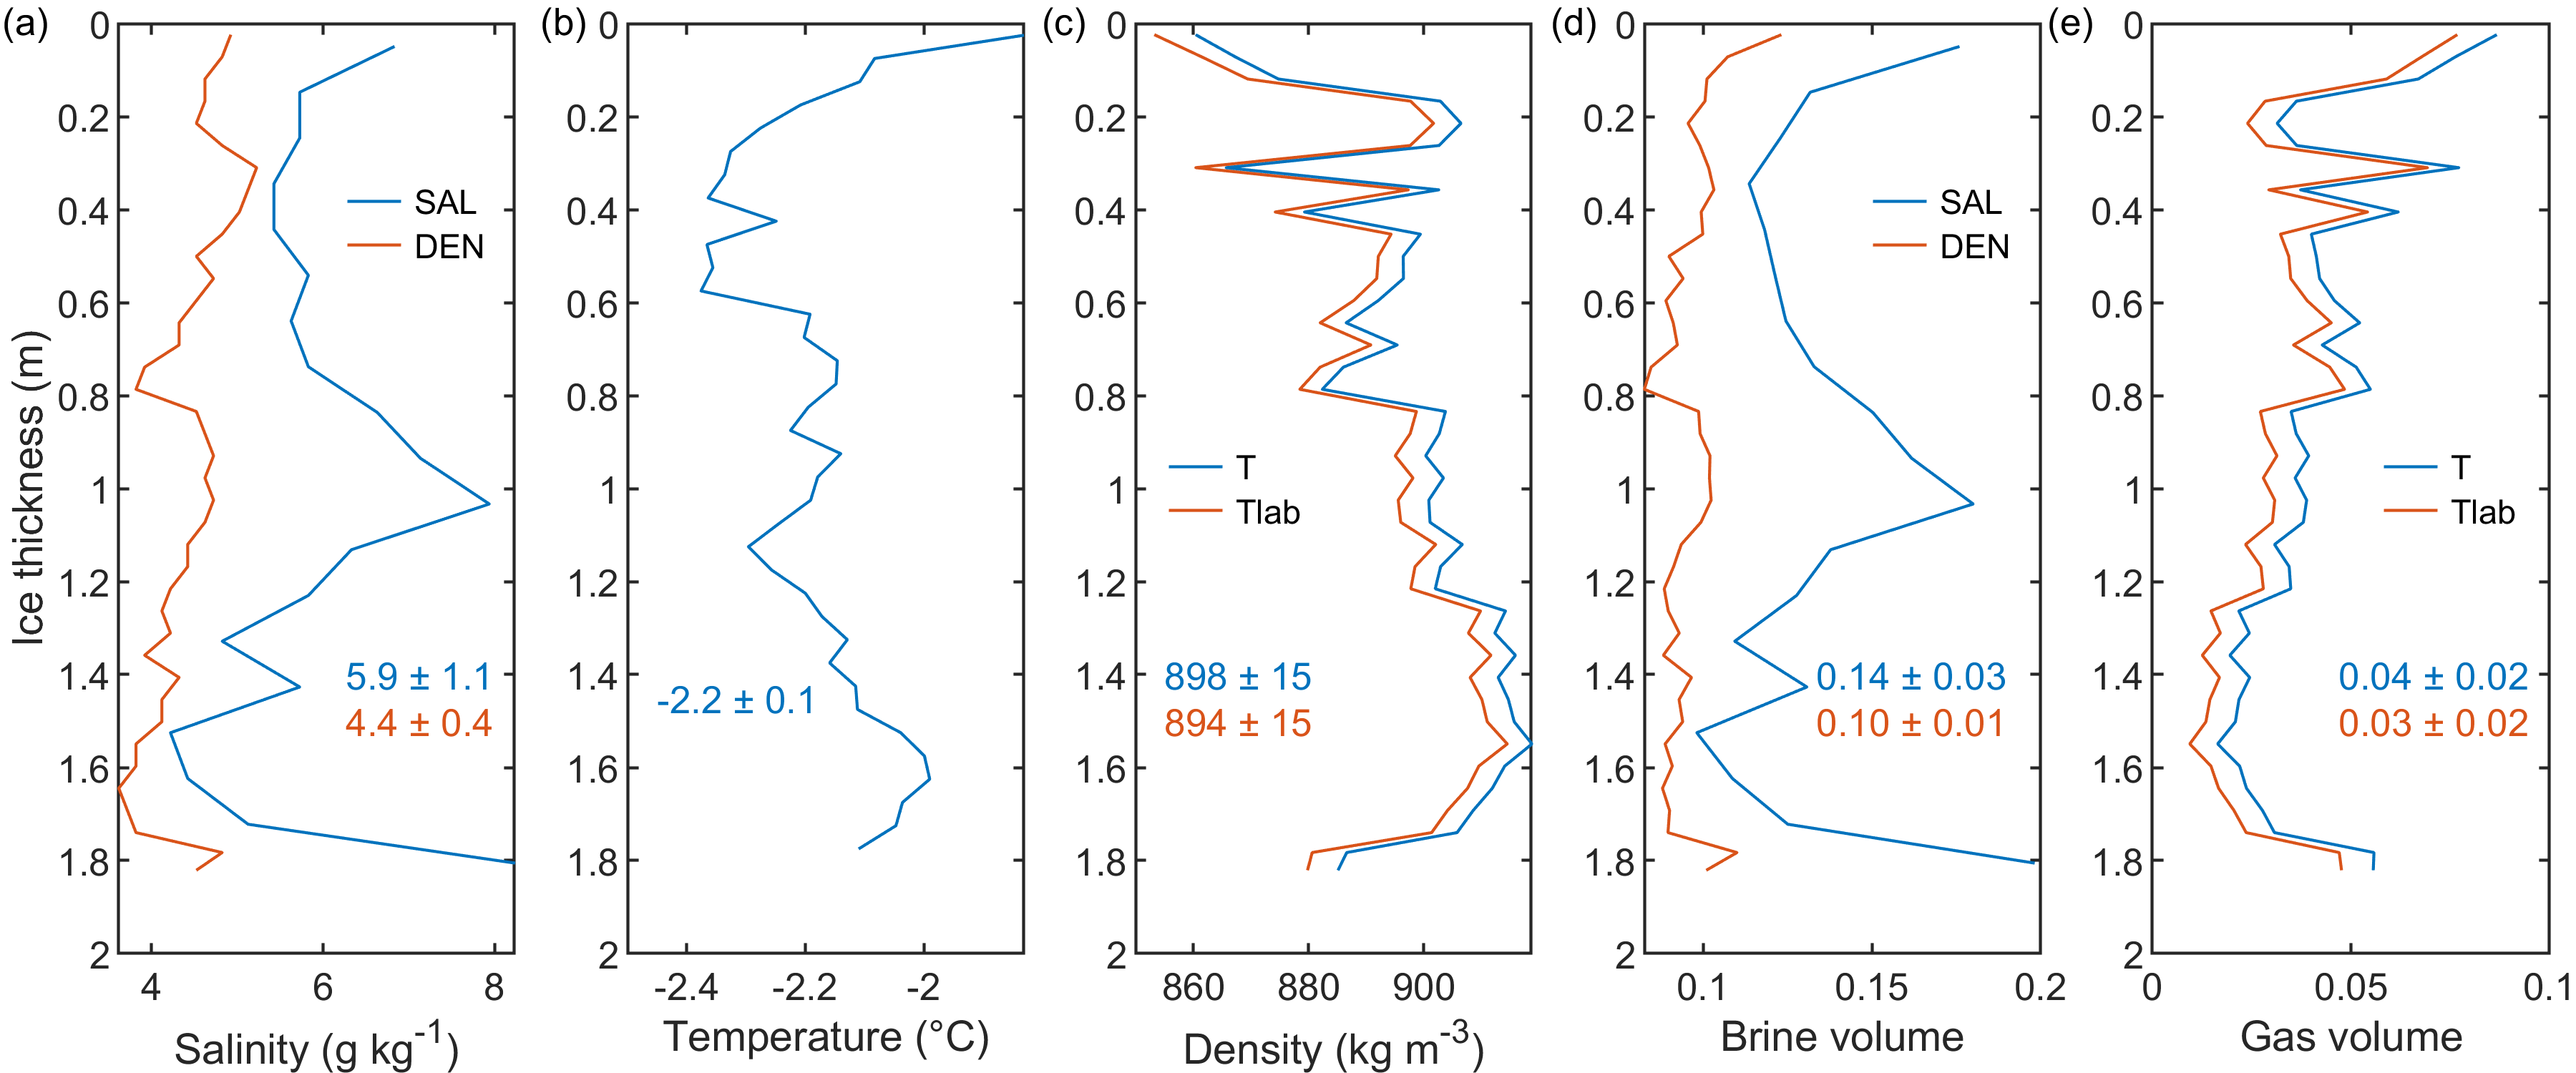 (a)
0
0.2
0.4
0.6
0.8
1
1.2
1.4
1.6
1.8
2
4
6
8
Ice thickness (m)
Salinity (g kg⁻¹)
SAL
DEN
5.9 ± 1.1
4.4 ± 0.4
(b)
0
0.2
0.4
0.6
0.8
1
1.2
1.4
1.6
1.8
2
-2.4
-2.2
-2
Temperature (°C)
-2.2 ± 0.1
(c)
0
0.2
0.4
0.6
0.8
1
1.2
1.4
1.6
1.8
2
860
880
900
Density (kg m⁻³)
T
Tlab
898 ± 15
894 ± 15
(d)
0
0.2
0.4
0.6
0.8
1
1.2
1.4
1.6
1.8
2
0.1
0.15
0.2
Brine volume
SAL
DEN
0.14 ± 0.03
0.10 ± 0.01
(e)
0
0.2
0.4
0.6
0.8
1
1.2
1.4
1.6
1.8
2
0
0.05
0.1
Gas volume
T
Tlab
0.04 ± 0.02
0.03 ± 0.02